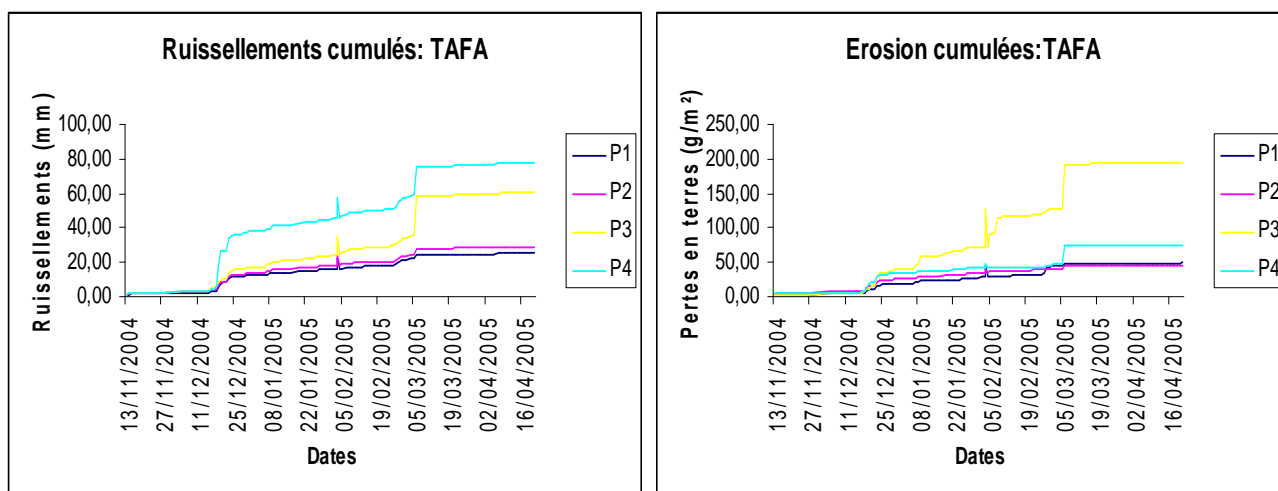 Ruissellements cumulés: TAFA
Ruissellements (mm)
100,00
80,00
60,00
40,00
20,00
0,00
13/11/2004
27/11/2004
11/12/2004
25/12/2004
08/01/2005
22/01/2005
05/02/2005
19/02/2005
05/03/2005
19/03/2005
02/04/2005
16/04/2005
Dates
P1
P2
P3
P4
Erosion cumulées:TAFA
Pertes en terres (g/m²)
250,00
200,00
150,00
100,00
50,00
0,00
13/11/2004
27/11/2004
11/12/2004
25/12/2004
08/01/2005
22/01/2005
05/02/2005
19/02/2005
05/03/2005
19/03/2005
02/04/2005
16/04/2005
Dates
P1
P2
P3
P4